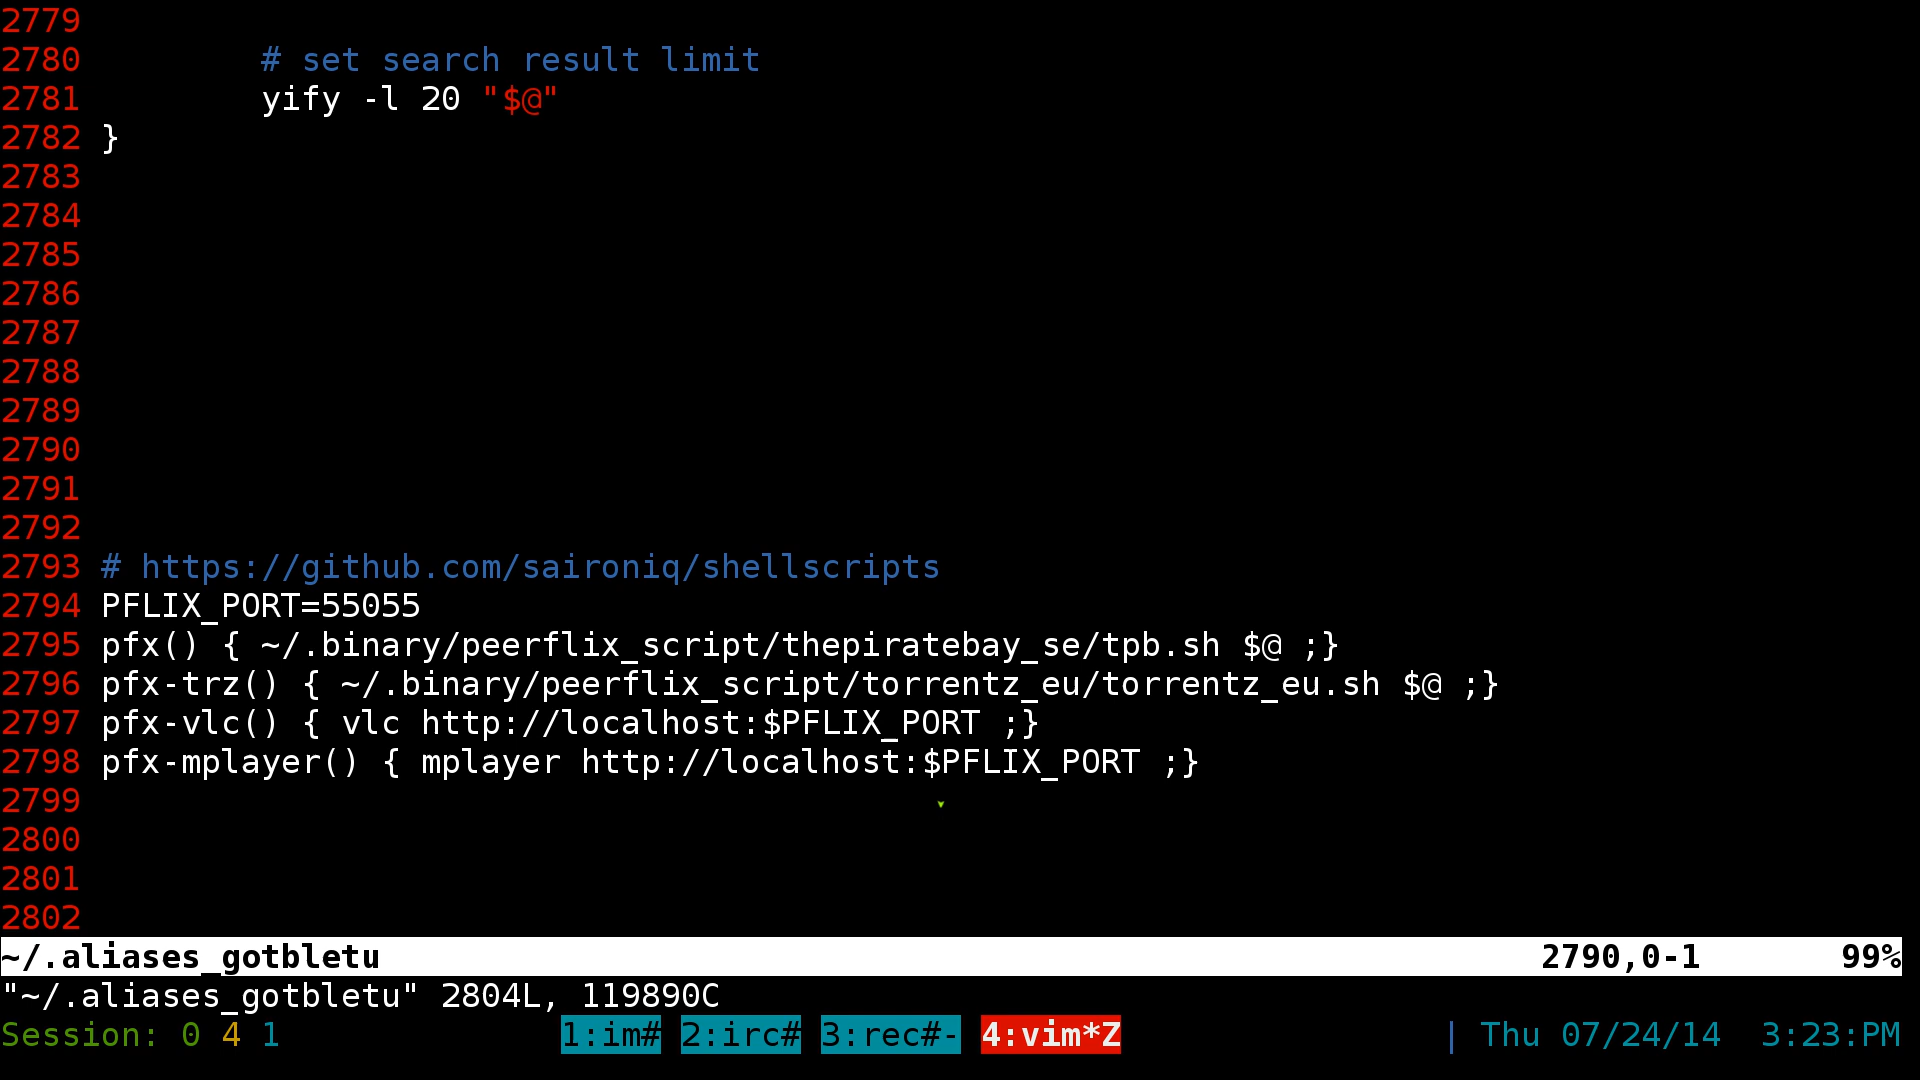 2779
2780         # set search result limit
2781         yify -l 20 "$@"
2782 }
2783
2784
2785
2786
2787
2788
2789
2790
2791
2792
2793 # https://github.com/saironiq/shellscripts
2794 PFLIX_PORT=55055
2795 pfx() { ~/.binary/peerflix_script/thepiratebay_se/tpb.sh $@ ;}
2796 pfx-trz() { ~/.binary/peerflix_script/torrentz_eu/torrentz_eu.sh $@ ;}
2797 pfx-vlc() { vlc http://localhost:$PFLIX_PORT ;}
2798 pfx-mplayer() { mplayer http://localhost:$PFLIX_PORT ;}
2799
2800
2801
2802
~/.aliases_gotbletu 2790,0-1 99%
"~/.aliases_gotbletu" 2804L, 119890C
Session: 0 4 1 1:im# 2:irc# 3:rec#- 4:vim*Z | Thu 07/24/14 3:23:PM